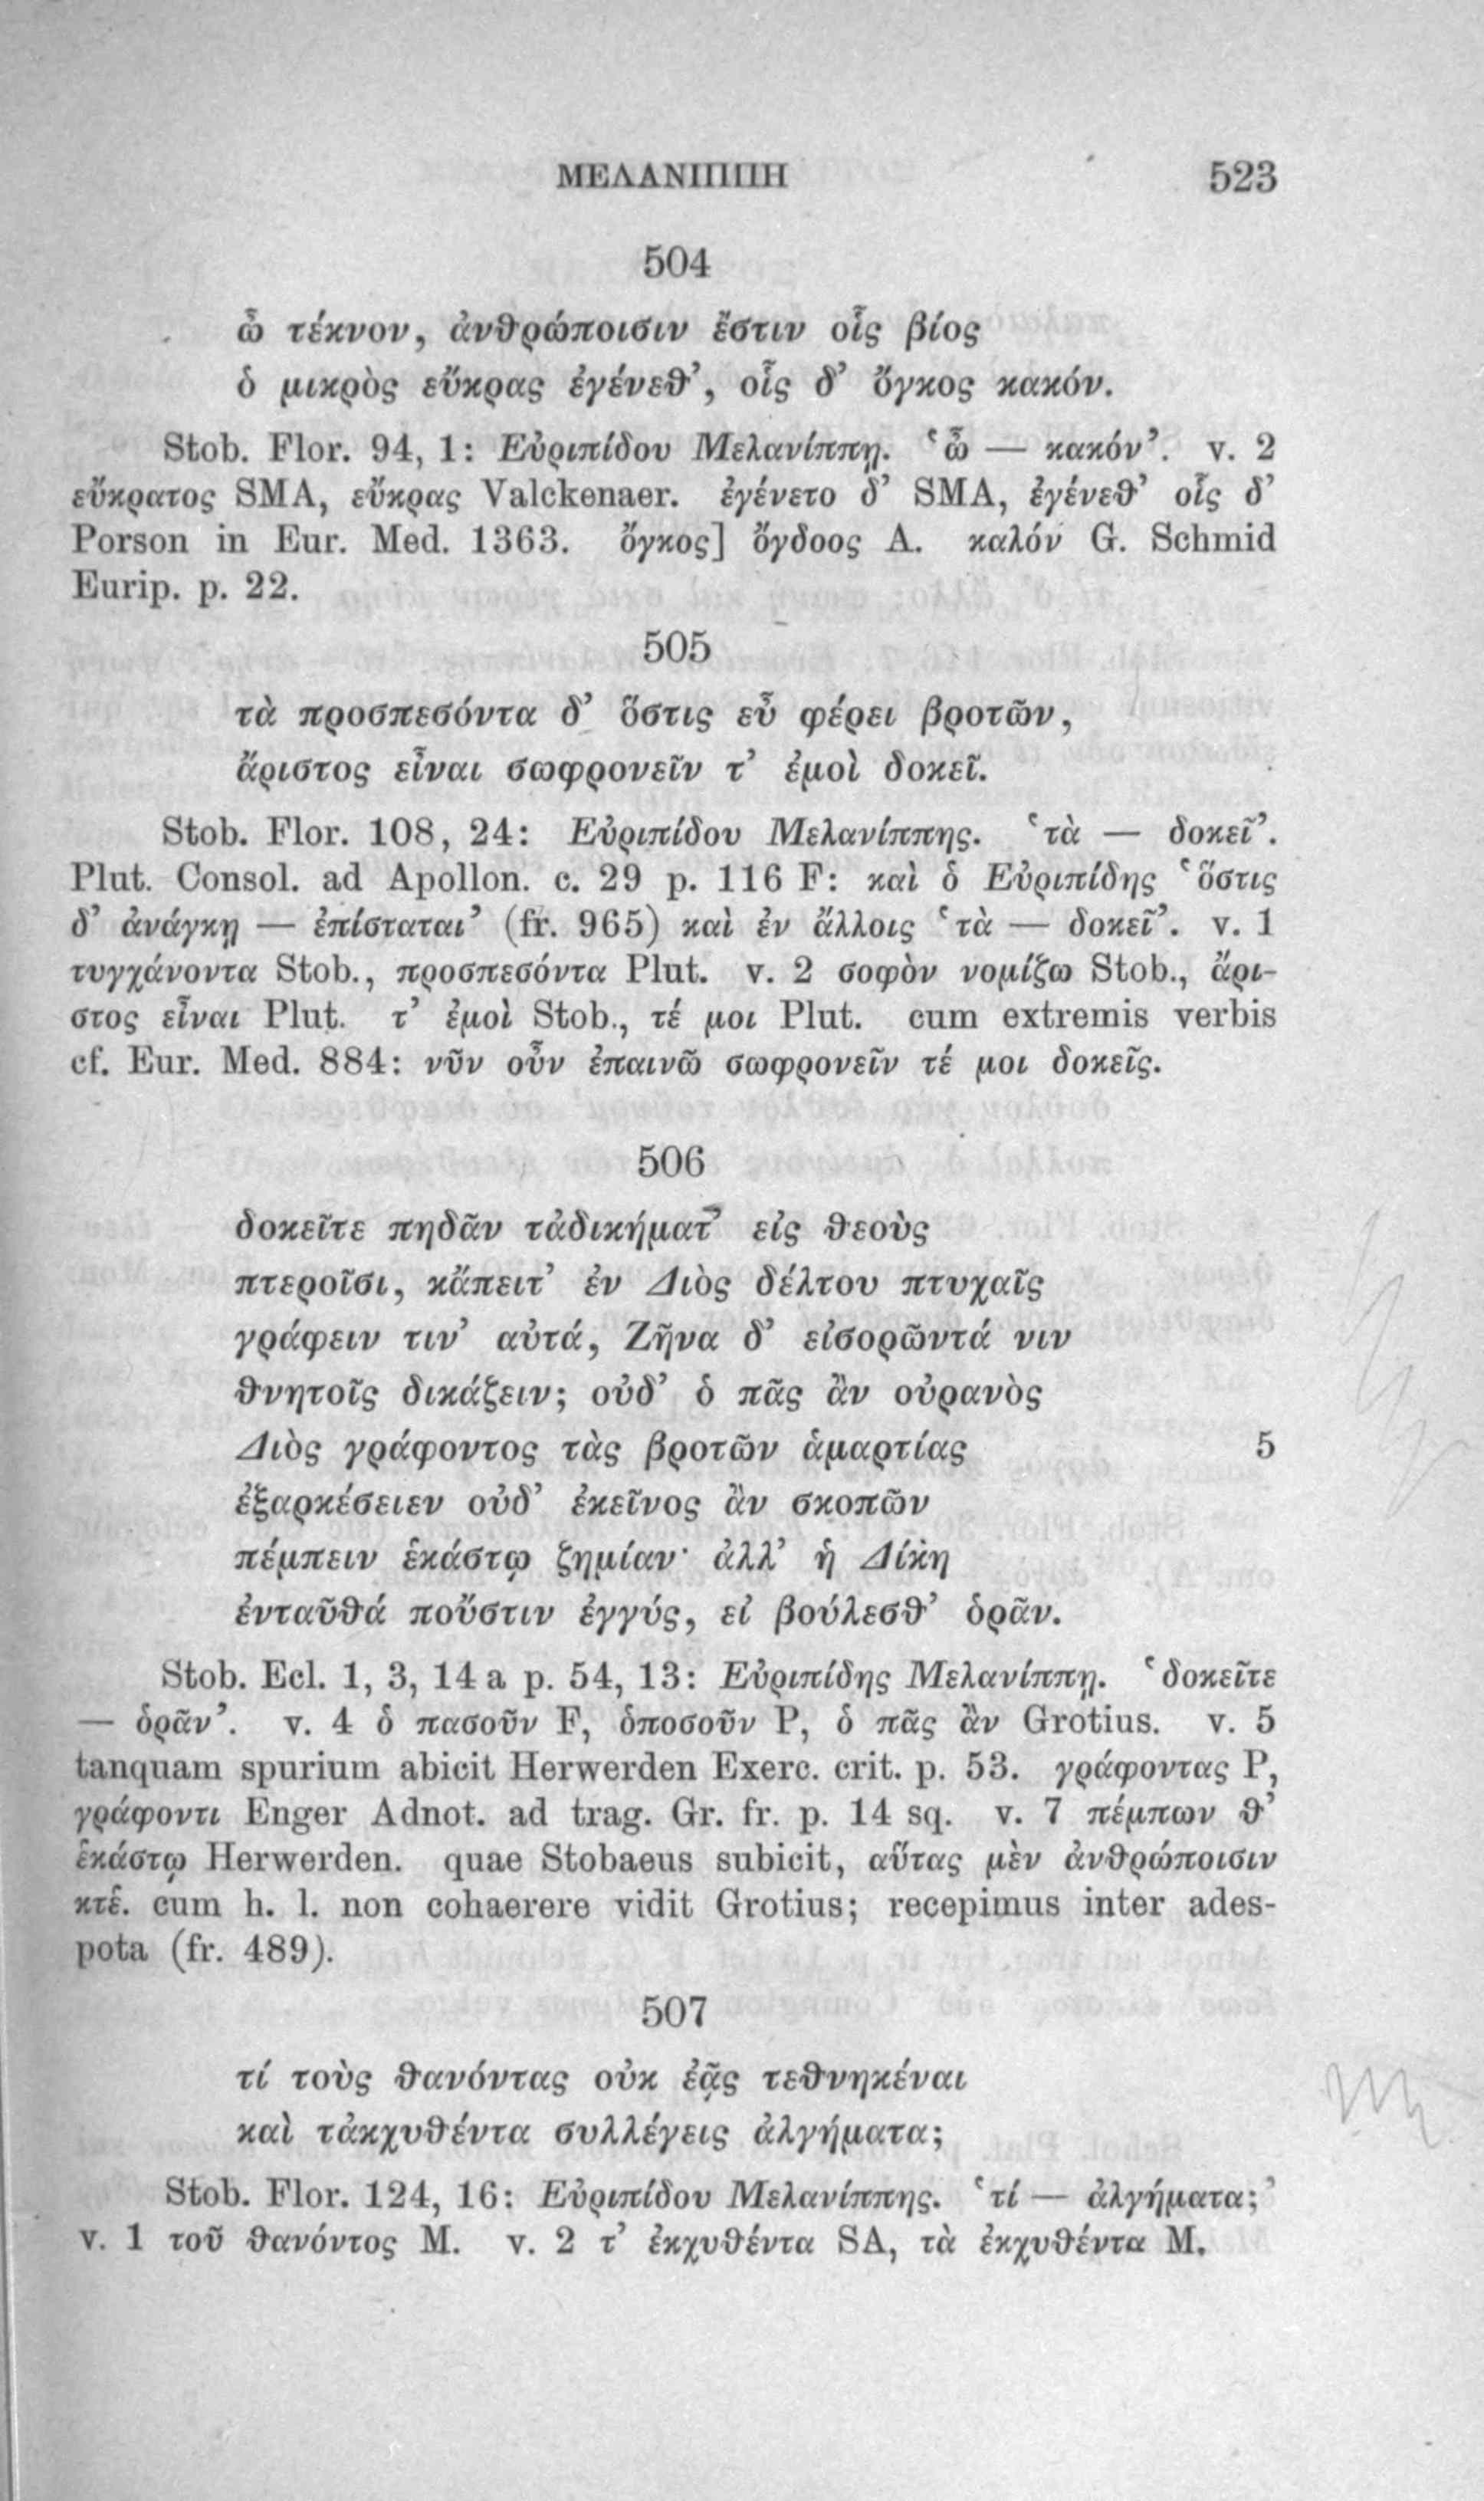 ΜΕΛΑΝΙΠΠΗ 523
504
ὦ τέκνον, ἀνθρώποισιν ἔστιν οἷς βίος
ὁ μικρὸς εὔκρας ἐγένεθ’, οἷς δ’ ὄγκος κακόν.
Stob. Flor. 94, 1: Εὐριπίδου Μελανίππῃ. ‘ὦ — κακόν’. v. 2
εὔκρατος SMA, εὔκρας Valckenaer. ἐγένετο δ’ SMA, ἐγένεθ’ οἷς δ’
Porson in Eur. Med. 1363. ὄγκος] ὄγδοος A. καλόν G. Schmid
Eurip. p. 22.
505
τὰ προσπεσόντα δ’ ὅστις εὖ φέρει βροτῶν,
ἄριστος εἶναι σωφρονεῖν τ’ ἐμοὶ δοκεῖ.
Stob. Flor. 108, 24: Εὐριπίδου Μελανίππης. ‘τὰ — δοκεῖ’.
Plut. Consol. ad Apollon. c. 29 p. 116 F: καὶ ὁ Εὐριπίδης ‘ὅστις
δ’ ἀνάγκῃ — ἐπίσταται’ (fr. 965) καὶ ἐν ἄλλοις ‘τὰ — δοκεῖ’. v. 1
τυγχάνοντα Stob., προσπεσόντα Plut. v. 2 σοφὸν νομίζω Stob., ἄρι-
στος εἶναι Plut. τ’ ἐμοὶ Stob., τέ μοι Plut. cum extremis verbis
cf. Eur. Med. 884: νῦν οὖν ἐπαινῶ σωφρονεῖν τέ μοι δοκεῖς.
506
δοκεῖτε πηδᾶν τἀδικήματ’ εἰς θεοὺς
πτεροῖσι, κἄπειτ’ ἐν Διὸς δέλτου πτυχαῖς
γράφειν τιν’ αὐτά, Ζῆνα δ’ εἰσορῶντά νιν
θνητοῖς δικάζειν; οὐδ’ ὁ πᾶς ἂν οὐρανὸς
Διὸς γράφοντος τὰς βροτῶν ἁμαρτίας 5
ἐξαρκέσειεν οὐδ’ ἐκεῖνος ἂν σκοπῶν
πέμπειν ἑκάστῳ ζημίαν· ἀλλ’ ἡ Δίκη
ἐνταῦθά ποὔστιν ἐγγύς, εἰ βούλεσθ’ ὁρᾶν.
Stob. Ecl. 1, 3, 14 a p. 54, 13: Εὐριπίδης Μελανίππῃ. ‘δοκεῖτε
— ὁρᾶν’. v. 4 ὁ πασοῦν F, ὁποσοῦν P, ὁ πᾶς ἂν Grotius. v. 5
tanquam spurium abicit Herwerden Exerc. crit. p. 53. γράφοντας P,
γράφοντι Enger Adnot. ad trag. Gr. fr. p. 14 sq. v. 7 πέμπων θ’
ἑκάστῳ Herwerden. quae Stobaeus subicit, αὕτας μὲν ἀνθρώποισιν
κτἑ. cum h. l. non cohaerere vidit Grotius; recepimus inter ades-
pota (fr. 489).
507
τί τοὺς θανόντας οὐκ ἐᾷς τεθνηκέναι
καὶ τἀκχυθέντα συλλέγεις ἀλγήματα;
Stob. Flor. 124, 16: Εὐριπίδου Μελανίππης. ‘τί — ἀλγήματα;’
v. 1 τοῦ θανόντος M. v. 2 τ’ ἐκχυθέντα SA, τὰ ἐκχυθέντα M.